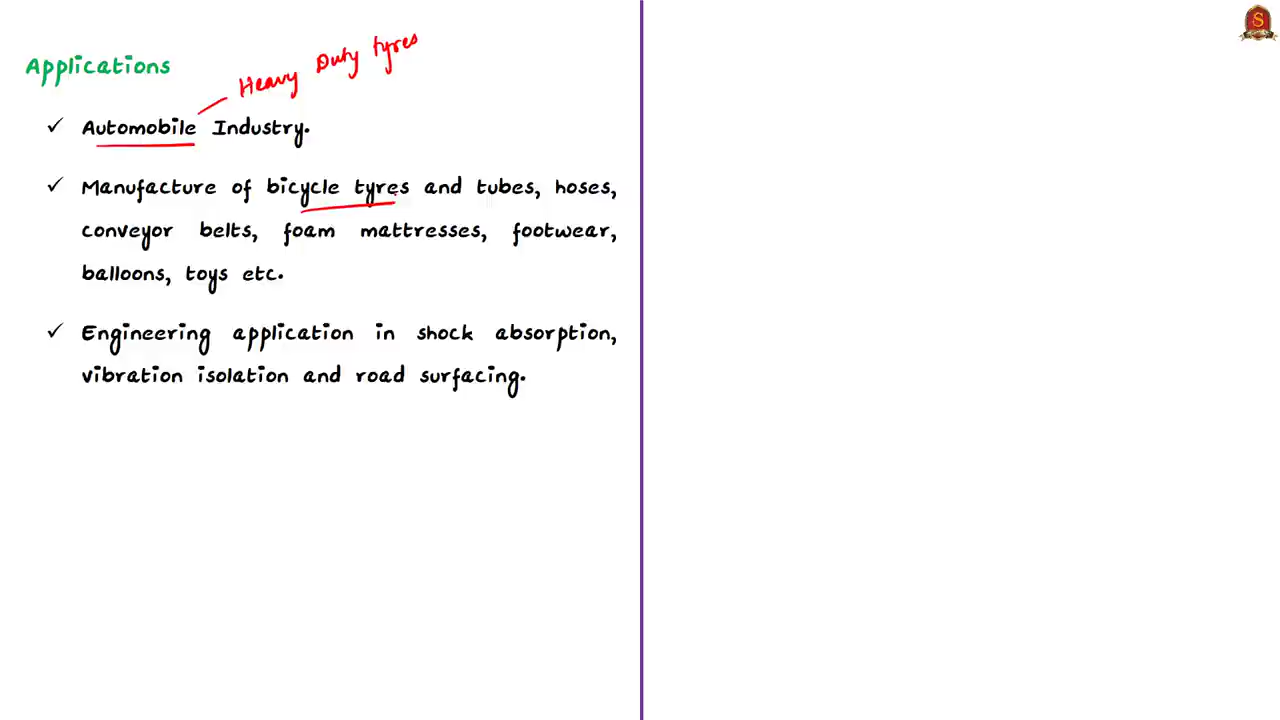 Applications
Heavy Duty tyres
✓ Automobile Industry.
✓ Manufacture of bicycle tyres and tubes, hoses,
conveyor belts, foam mattresses, footwear,
balloons, toys etc.
✓ Engineering application in shock absorption,
vibration isolation and road surfacing.
S